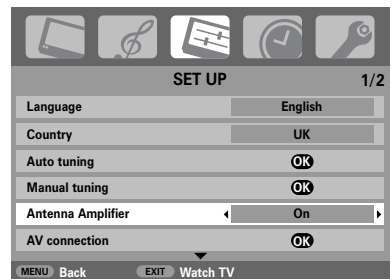 SET UP 1/2
Language English
Country UK
Auto tuning OK
Manual tuning OK
Antenna Amplifier On
AV connection OK
MENU Back EXIT Watch TV